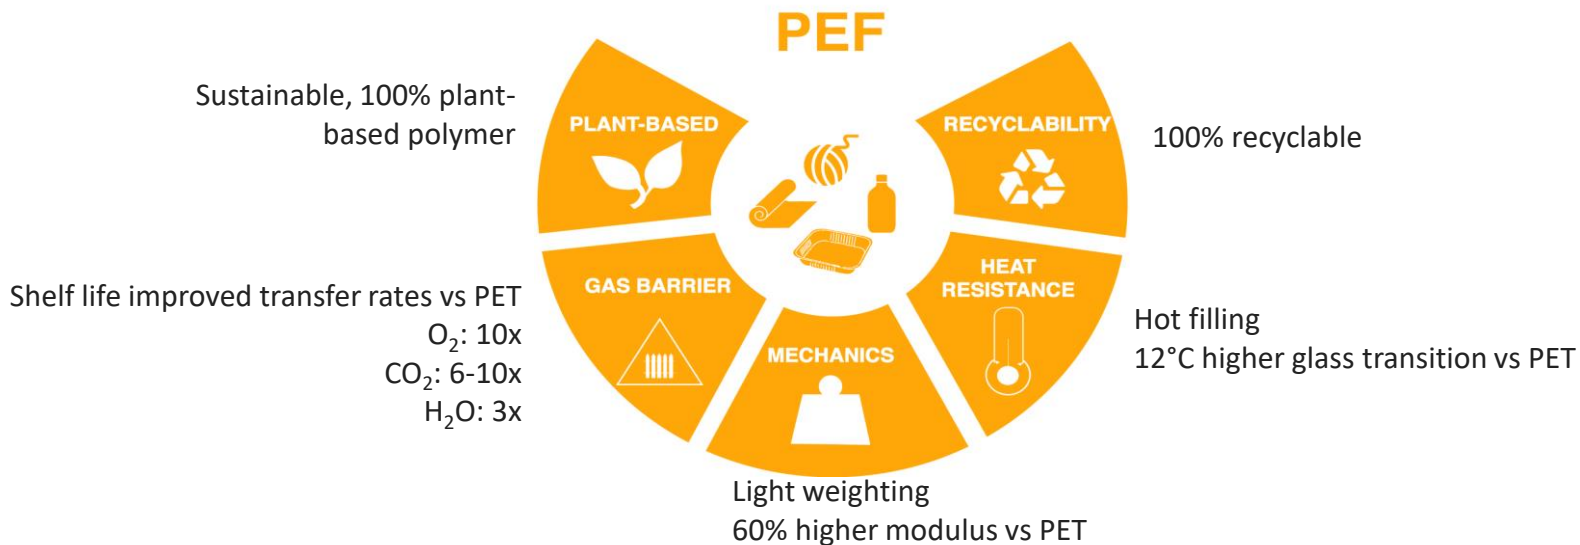 PEF
Sustainable, 100% plant-
based polymer
PLANT-BASED
RECYCLABILITY
100% recyclable
Shelf life improved transfer rates vs PET
O₂: 10x
CO₂: 6-10x
H₂O: 3x
GAS BARRIER
MECHANICS
Light weighting
60% higher modulus vs PET
HEAT
RESISTANCE
Hot filling
12°C higher glass transition vs PET